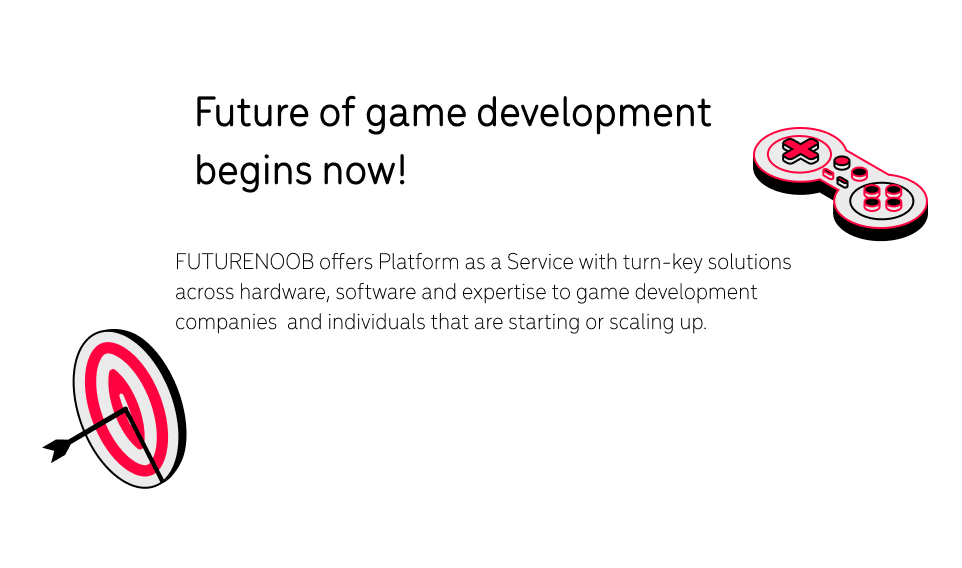 Future of game development
begins now!
FUTURENOOB offers Platform as a Service with turn-key solutions
across hardware, software and expertise to game development
companies  and individuals that are starting or scaling up.